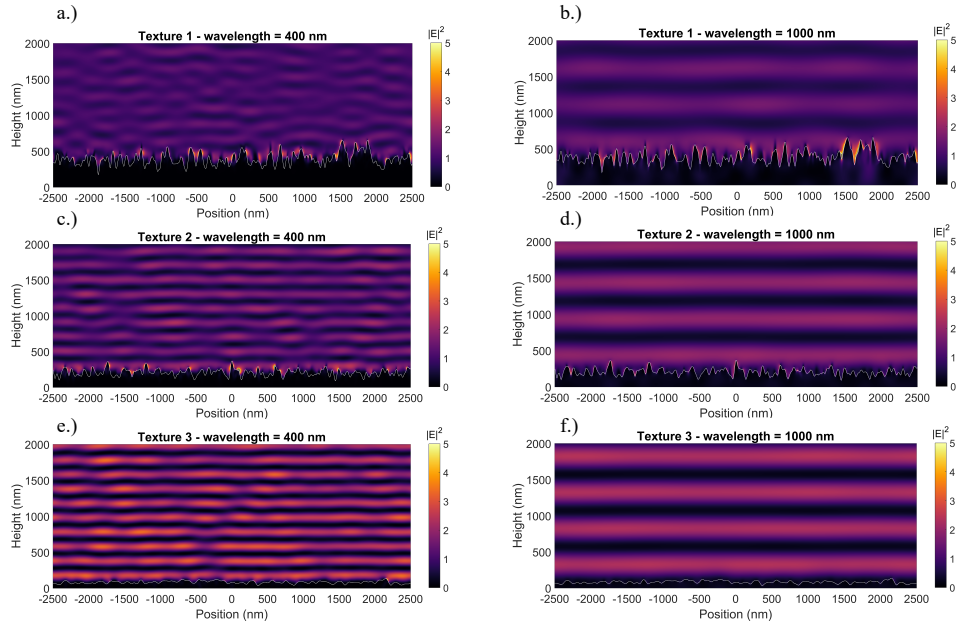 a.)
Texture 1 - wavelength = 400 nm
|E|²
Height (nm)
2000
1500
1000
500
0
-2500 -2000 -1500 -1000 -500 0 500 1000 1500 2000 2500
Position (nm)
5
4
3
2
1
0
b.)
Texture 1 - wavelength = 1000 nm
|E|²
Height (nm)
2000
1500
1000
500
0
-2500 -2000 -1500 -1000 -500 0 500 1000 1500 2000 2500
Position (nm)
5
4
3
2
1
0
c.)
Texture 2 - wavelength = 400 nm
|E|²
Height (nm)
2000
1500
1000
500
0
-2500 -2000 -1500 -1000 -500 0 500 1000 1500 2000 2500
Position (nm)
5
4
3
2
1
0
d.)
Texture 2 - wavelength = 1000 nm
|E|²
Height (nm)
2000
1500
1000
500
0
-2500 -2000 -1500 -1000 -500 0 500 1000 1500 2000 2500
Position (nm)
5
4
3
2
1
0
e.)
Texture 3 - wavelength = 400 nm
|E|²
Height (nm)
2000
1500
1000
500
0
-2500 -2000 -1500 -1000 -500 0 500 1000 1500 2000 2500
Position (nm)
5
4
3
2
1
0
f.)
Texture 3 - wavelength = 1000 nm
|E|²
Height (nm)
2000
1500
1000
500
0
-2500 -2000 -1500 -1000 -500 0 500 1000 1500 2000 2500
Position (nm)
5
4
3
2
1
0